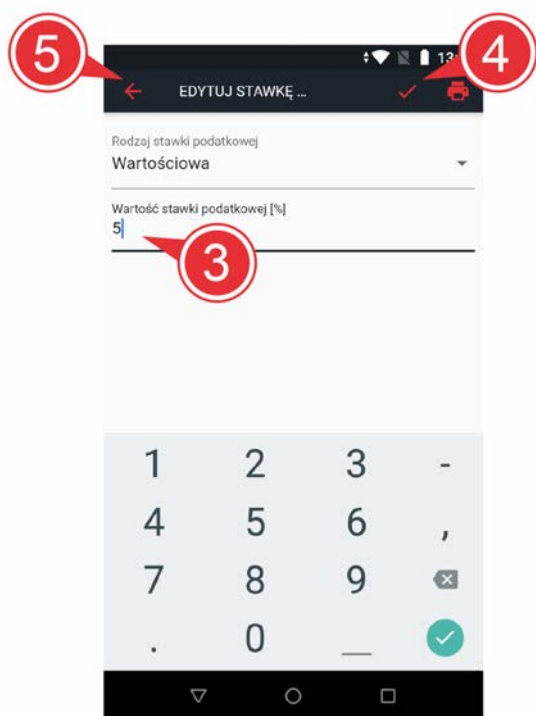 5
4
13:
EDYTUJ STAWKĘ ...
Rodzaj stawki podatkowej
Wartościowa
Wartość stawki podatkowej [%]
5
3
1 2 3 -
4 5 6 ,
7 8 9
. 0 _